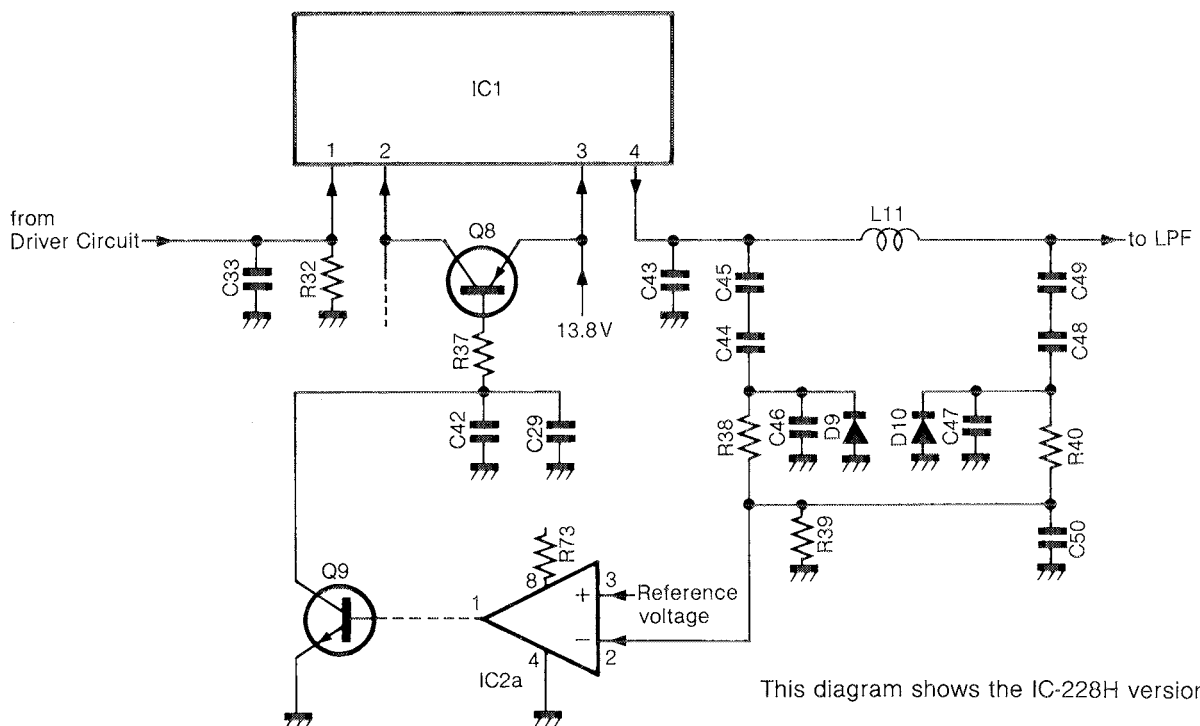 IC1
1
2
3
4
from
Driver Circuit
Q8
L11
to LPF
C33
R32
C43
C45
C49
13.8V
R37
C44
C48
C42
C29
R38
C46
D9
D10
C47
R40
R39
C50
R73
Q9
8
1
+
3
Reference
voltage
−
2
4
IC2a
This diagram shows the IC-228H version